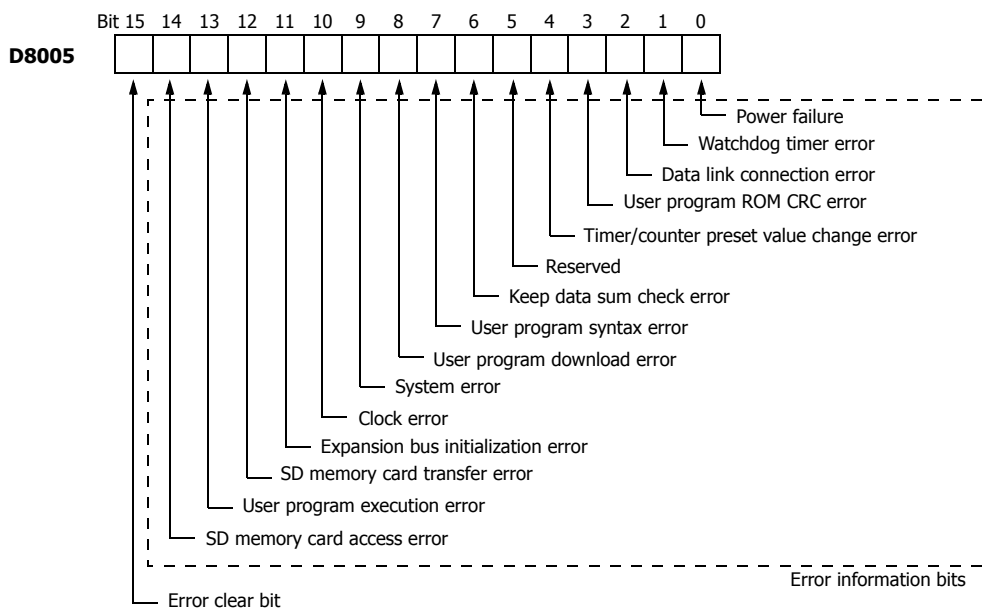 Bit 15 14 13 12 11 10 9 8 7 6 5 4 3 2 1 0
D8005
Power failure
Watchdog timer error
Data link connection error
User program ROM CRC error
Timer/counter preset value change error
Reserved
Keep data sum check error
User program syntax error
User program download error
System error
Clock error
Expansion bus initialization error
SD memory card transfer error
User program execution error
SD memory card access error
Error information bits
Error clear bit